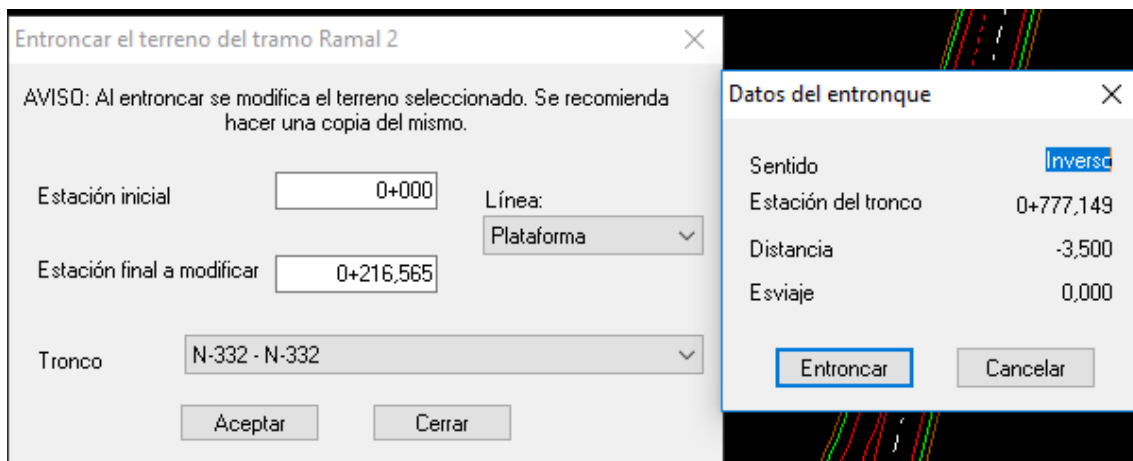 Entroncar el terreno del tramo Ramal 2
AVISO: Al entroncar se modifica el terreno seleccionado. Se recomienda
hacer una copia del mismo.
Estación inicial 0+000
Línea:
Plataforma
Estación final a modificar 0+216,565
Tronco N-332 - N-332
Aceptar Cerrar
Datos del entronque
Sentido Inverso
Estación del tronco 0+777,149
Distancia -3,500
Esviaje 0,000
Entroncar Cancelar